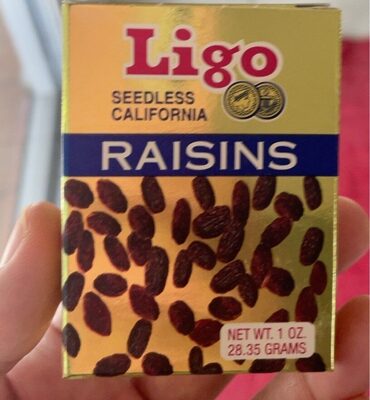 Ligo
SEEDLESS
CALIFORNIA
RAISINS
NET WT. 1 OZ.
28.35 GRAMS